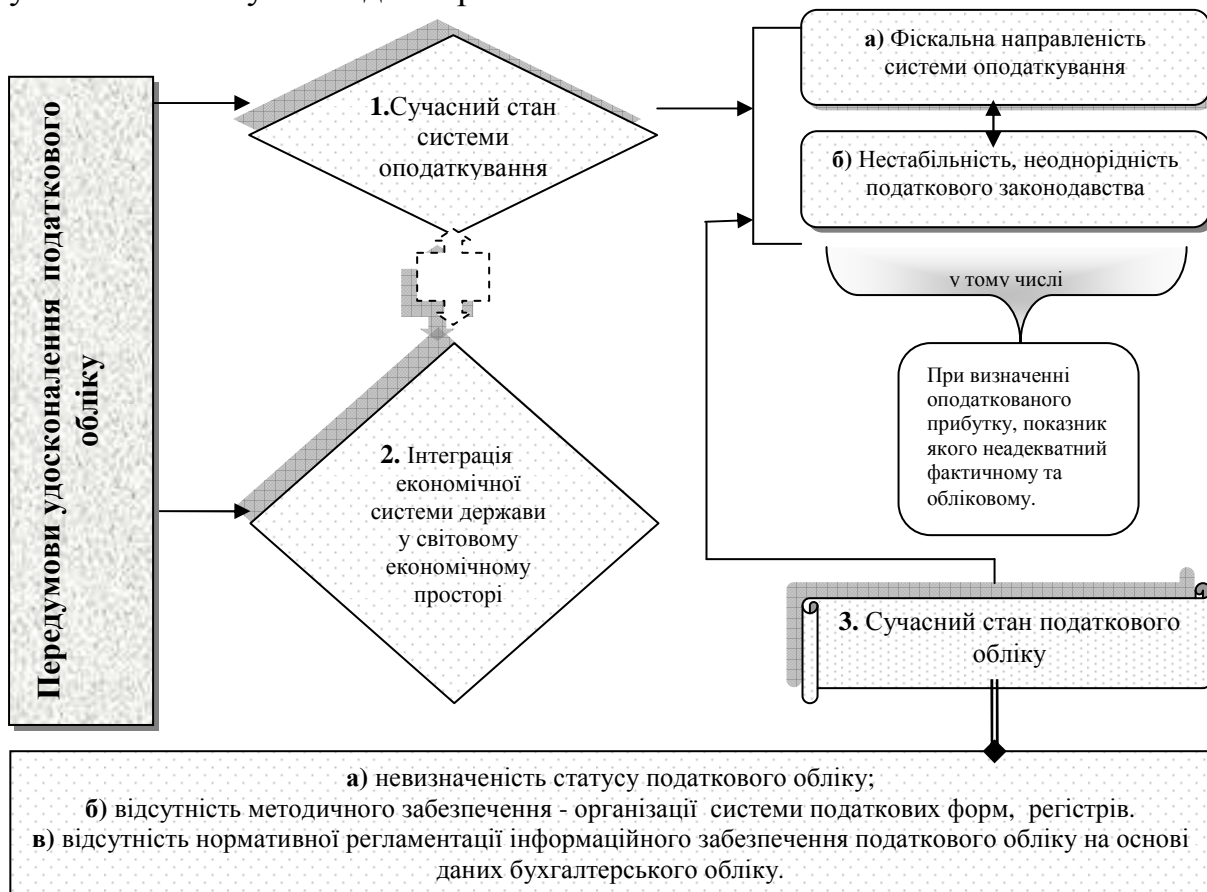 Передумови удосконалення податкового
обліку
1.Сучасний стан
системи
оподаткування
2. Інтеграція
економічної
системи держави
у світовому
економічному
просторі
а) Фіскальна направленість
системи оподаткування
б) Нестабільність, неоднорідність
податкового законодавства
у тому числі
При визначенні
оподаткованого
прибутку, показник
якого неадекватний
фактичному та
обліковому.
3. Сучасний стан податкового
обліку
а) невизначеність статусу податкового обліку;
б) відсутність методичного забезпечення - організації системи податкових форм, регістрів.
в) відсутність нормативної регламентації інформаційного забезпечення податкового обліку на основі
даних бухгалтерського обліку.